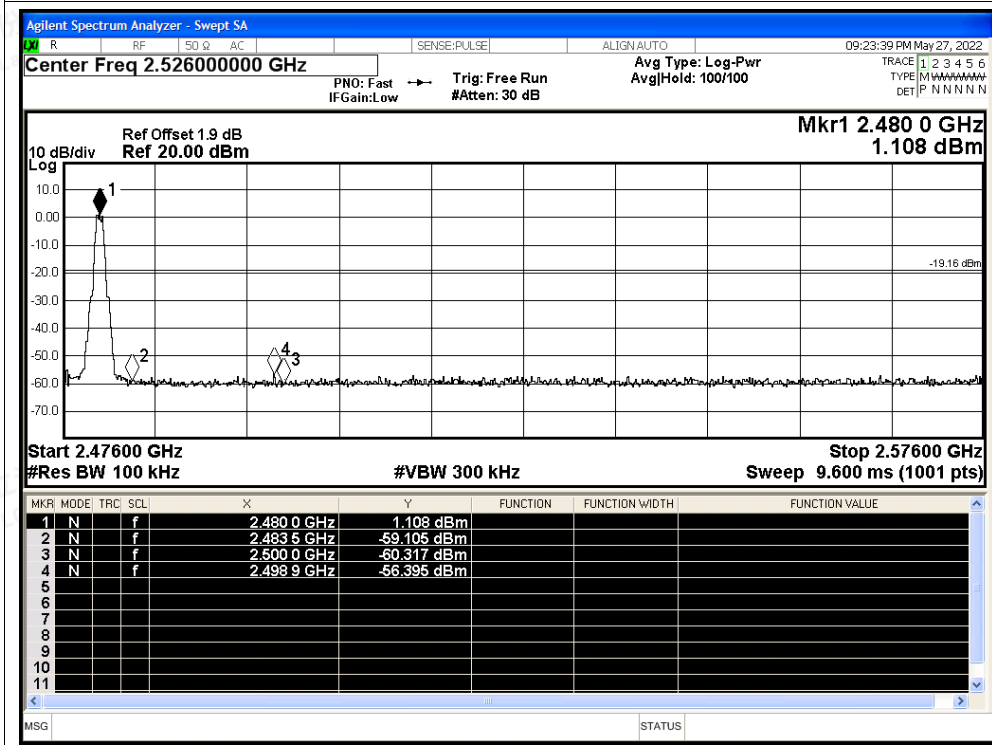 Agilent Spectrum Analyzer - Swept SA
LXI R RF 50 Ω AC SENSE:PULSE ALIGN AUTO 09:23:39 PM May 27, 2022
Center Freq 2.526000000 GHz
PNO: Fast
IFGain:Low
Trig: Free Run
#Atten: 30 dB
Avg Type: Log-Pwr
Avg|Hold: 100/100
TRACE 1 2 3 4 5 6
TYPE M WWWWW
DET P N N N N N
Ref Offset 1.9 dB
10 dB/div Ref 20.00 dBm
Log
Mkr1 2.480 0 GHz
1.108 dBm
10.0
0.00
-10.0
-20.0
-30.0
-40.0
-50.0
-60.0
-70.0
1
2
4
3
-19.16 dBm
Start 2.47600 GHz Stop 2.57600 GHz
#Res BW 100 kHz #VBW 300 kHz Sweep 9.600 ms (1001 pts)
MKR MODE TRC SCL X Y FUNCTION FUNCTION WIDTH FUNCTION VALUE
1 N f 2.480 0 GHz 1.108 dBm
2 N f 2.483 5 GHz -59.105 dBm
3 N f 2.500 0 GHz -60.317 dBm
4 N f 2.498 9 GHz -56.395 dBm
5
6
7
8
9
10
11
MSG STATUS